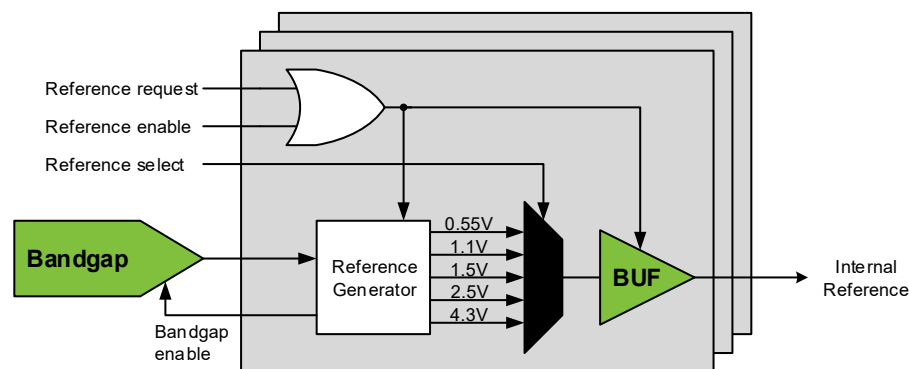 Reference request
Reference enable
Reference select
Bandgap
Reference
Generator
0.55V
1.1V
1.5V
2.5V
4.3V
BUF
Internal
Reference
Bandgap
enable